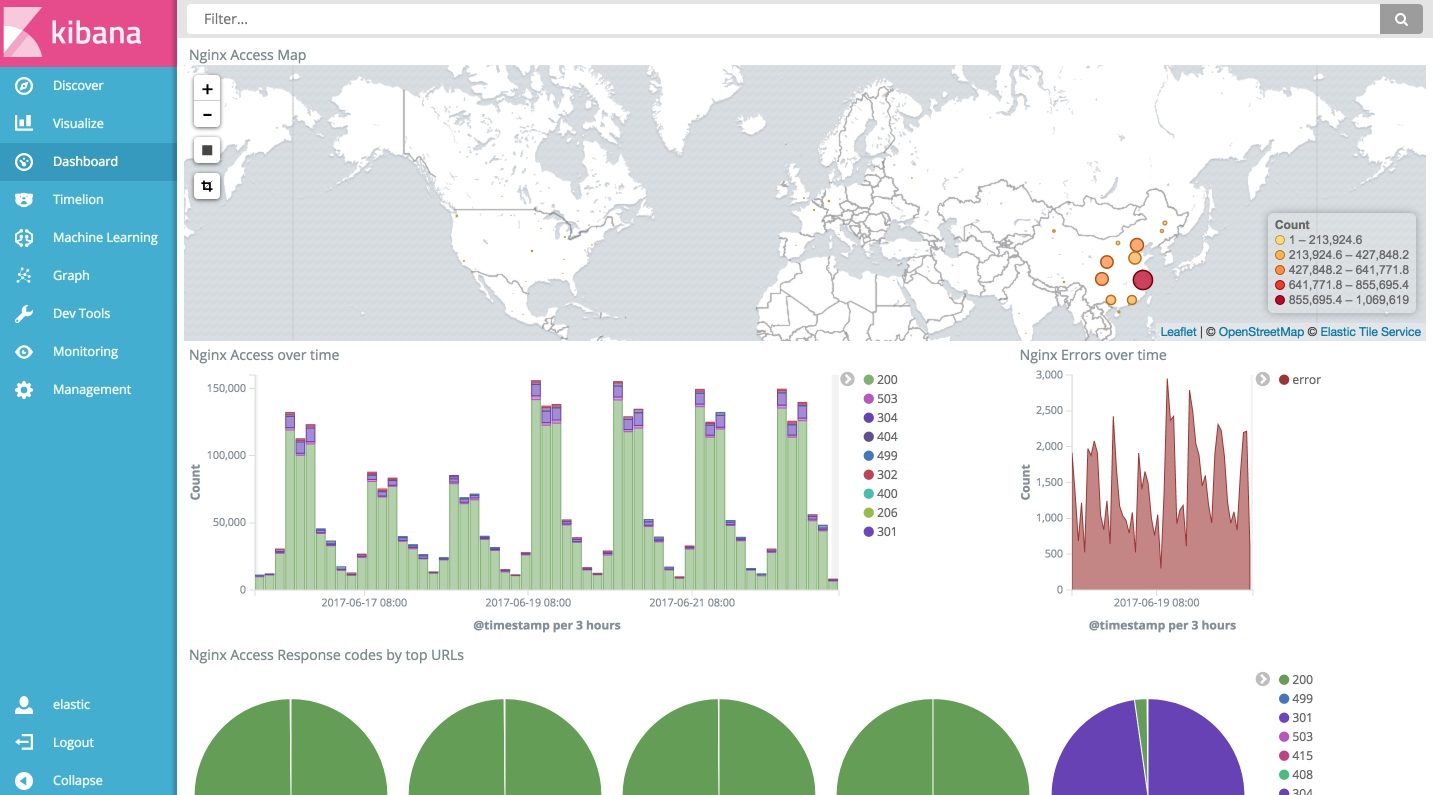 kibana
Discover
Visualize
Dashboard
Timelion
Machine Learning
Graph
Dev Tools
Monitoring
Management
elastic
Logout
Collapse
Filter...
Nginx Access Map
+
−
Count
1 – 213,924.6
213,924.6 – 427,848.2
427,848.2 – 641,771.8
641,771.8 – 855,695.4
855,695.4 – 1,069,619
Leaflet | © OpenStreetMap © Elastic Tile Service
Nginx Access over time
150,000
100,000
50,000
0
Count
2017-06-17 08:00
2017-06-19 08:00
2017-06-21 08:00
@timestamp per 3 hours
200
503
304
404
499
302
400
206
301
Nginx Errors over time
3,000
2,500
2,000
1,500
1,000
500
0
Count
2017-06-19 08:00
@timestamp per 3 hours
error
Nginx Access Response codes by top URLs
200
499
301
503
415
408
304